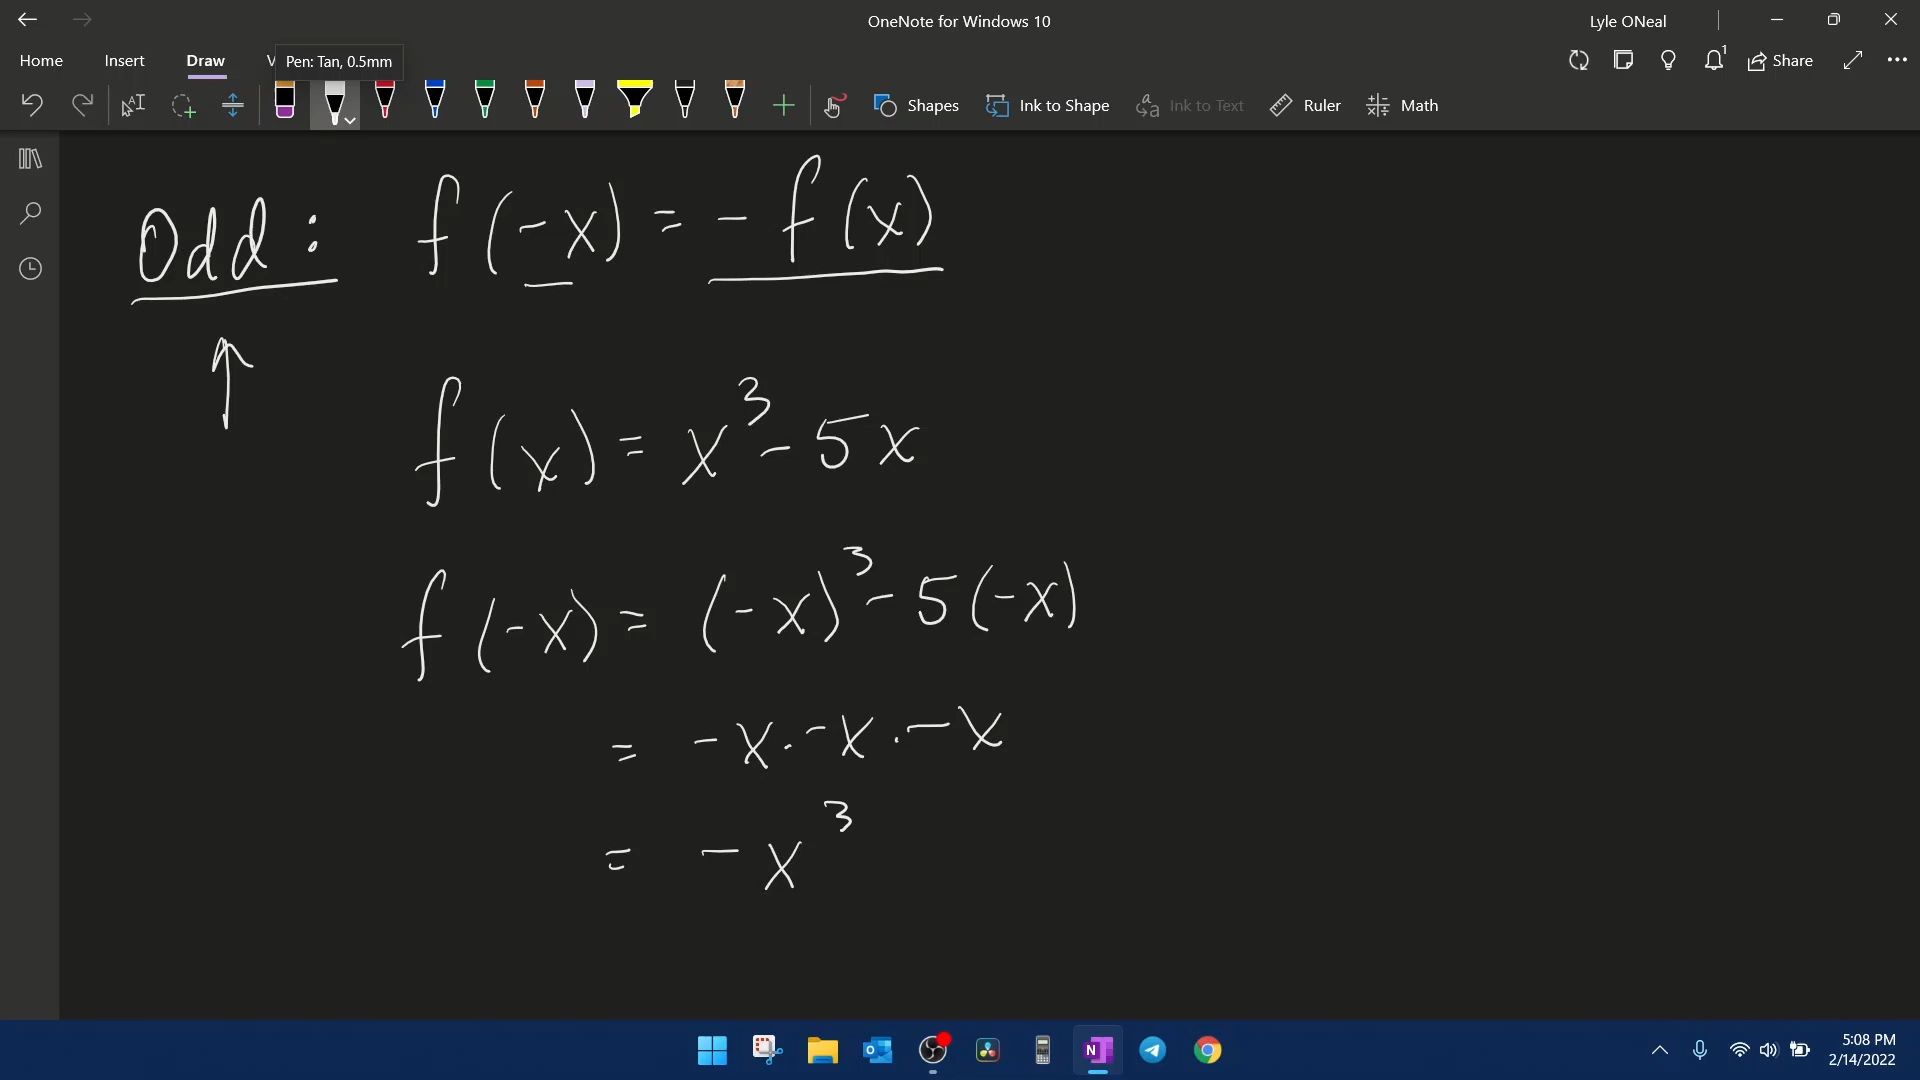 OneNote for Windows 10
Lyle ONeal
Home Insert Draw V
Pen: Tan, 0.5mm
1
Share
Shapes Ink to Shape Ink to Text Ruler Math
Odd : f(-x) = -f(x)
f(x) = x³ - 5x
f(-x) = (-x)³ - 5(-x)
= -x · -x · -x
= -x³
5:08 PM
2/14/2022